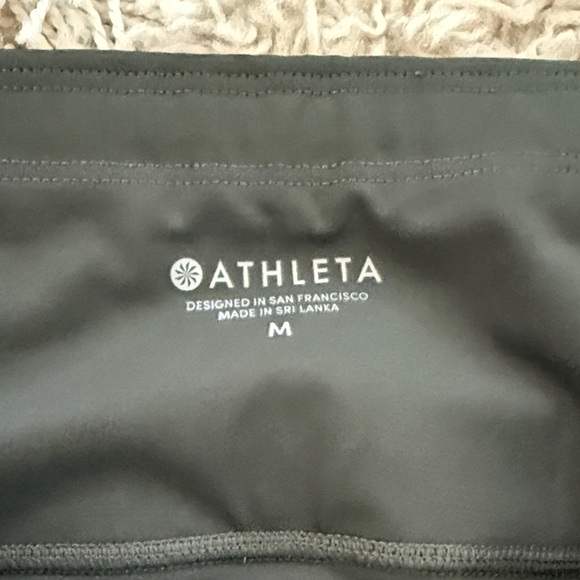 ATHLETA
DESIGNED IN SAN FRANCISCO
MADE IN SRI LANKA
M